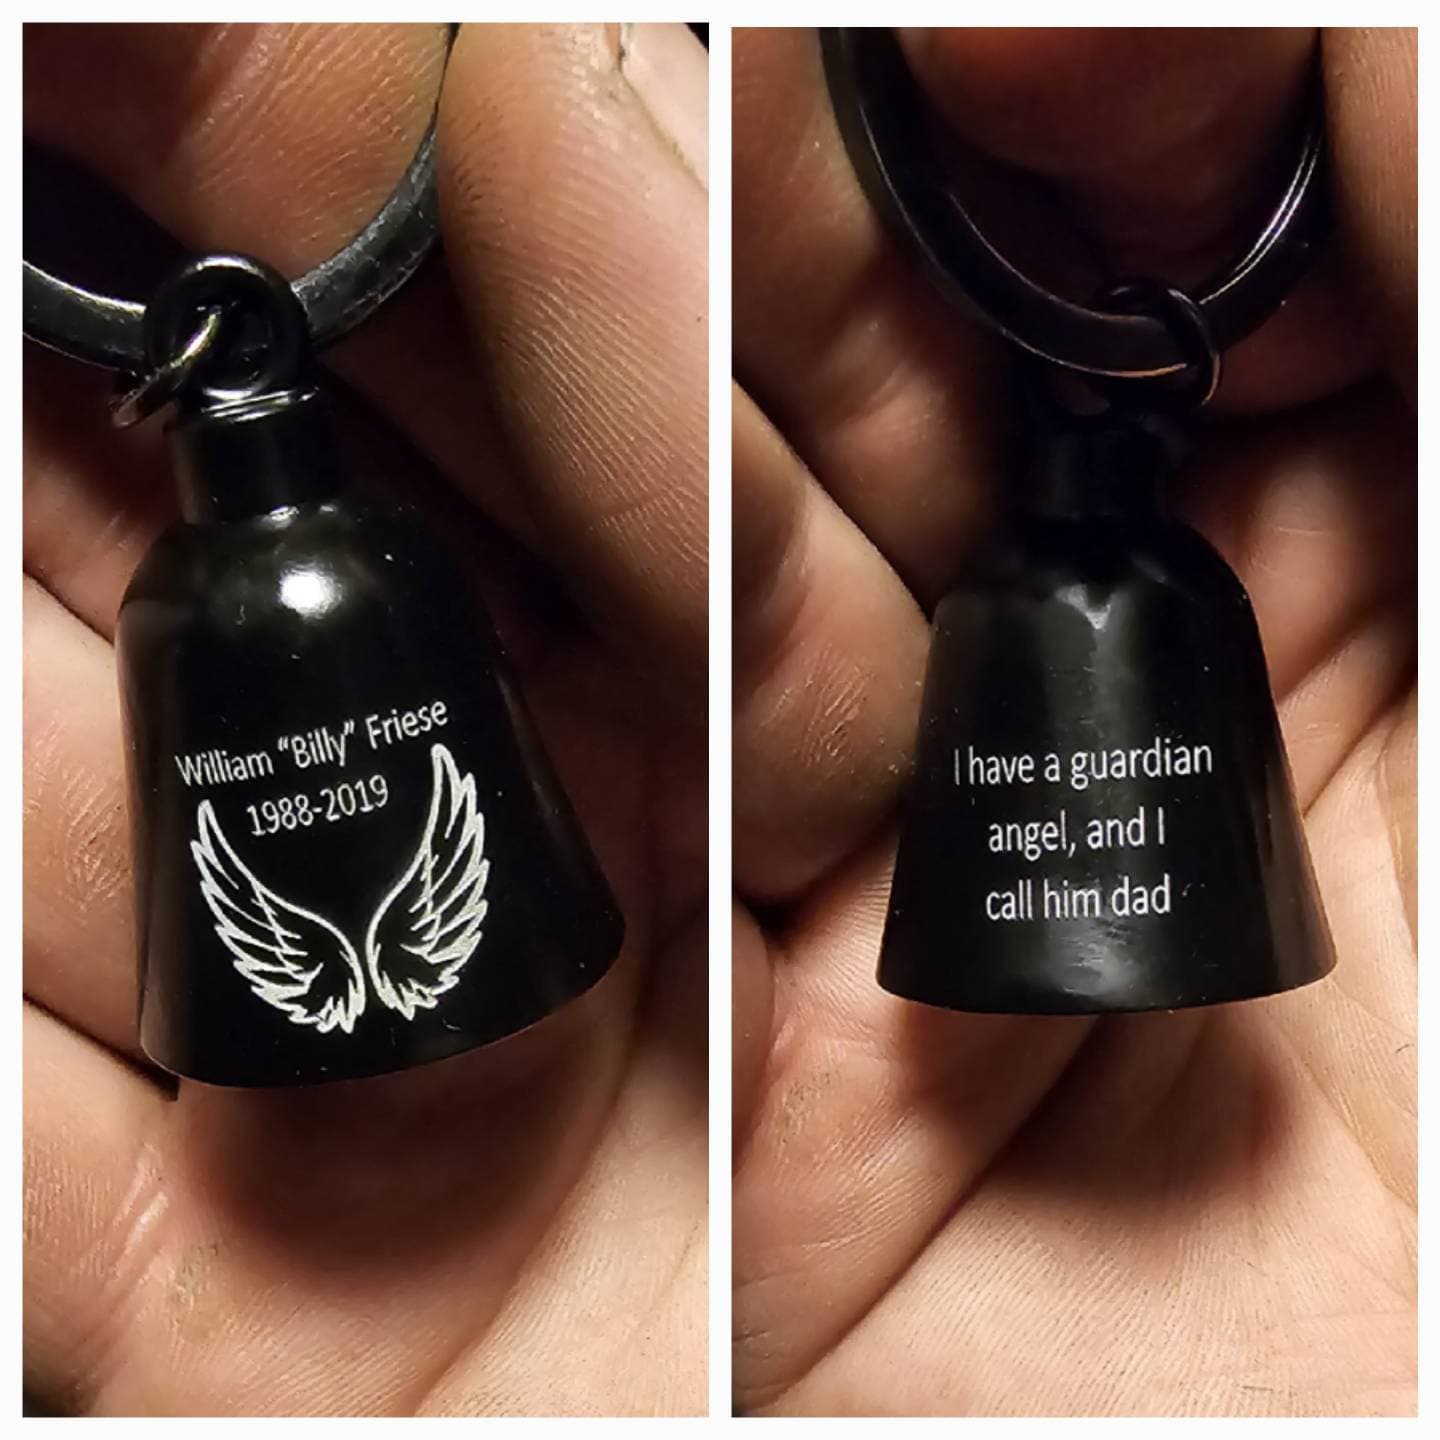 William “Billy” Friese
1988-2019
I have a guardian
angel, and I
call him dad